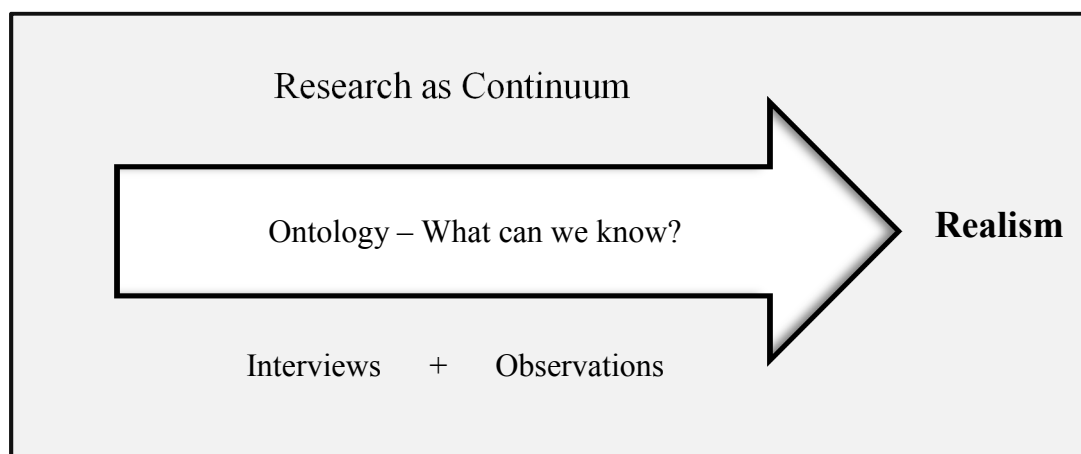 Research as Continuum
Ontology – What can we know?
Realism
Interviews + Observations